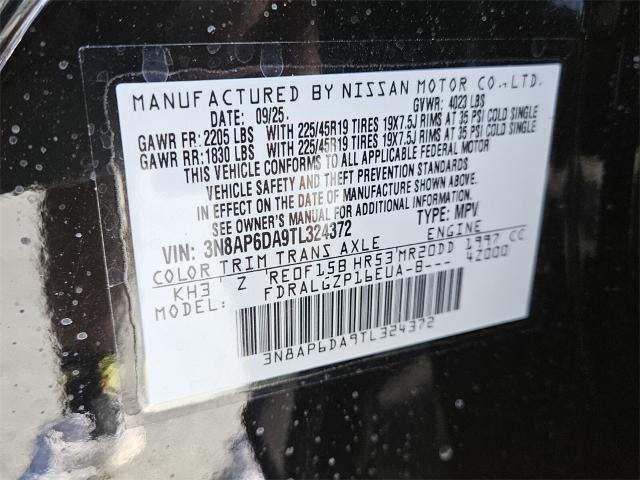 MANUFACTURED BY NISSAN MOTOR CO.,LTD.
DATE: 09/25 GVWR: 4023 LBS
GAWR FR: 2205 LBS WITH 225/45R19 TIRES 19X7.5J RIMS AT 35 PSI COLD SINGLE
GAWR RR: 1830 LBS WITH 225/45R19 TIRES 19X7.5J RIMS AT 35 PSI COLD SINGLE
THIS VEHICLE CONFORMS TO ALL APPLICABLE FEDERAL MOTOR
VEHICLE SAFETY AND THEFT PREVENTION STANDARDS
IN EFFECT ON THE DATE OF MANUFACTURE SHOWN ABOVE.
SEE OWNER'S MANUAL FOR ADDITIONAL INFORMATION.
VIN: 3N8AP6DA9TL324372 TYPE: MPV
COLOR TRIM TRANS AXLE ENGINE
KH3 Z RE0F15B HR53 MR20DD 1997 CC
MODEL: FDRALGZP16EUA-B--- 42000
3N8AP6DA9TL324372